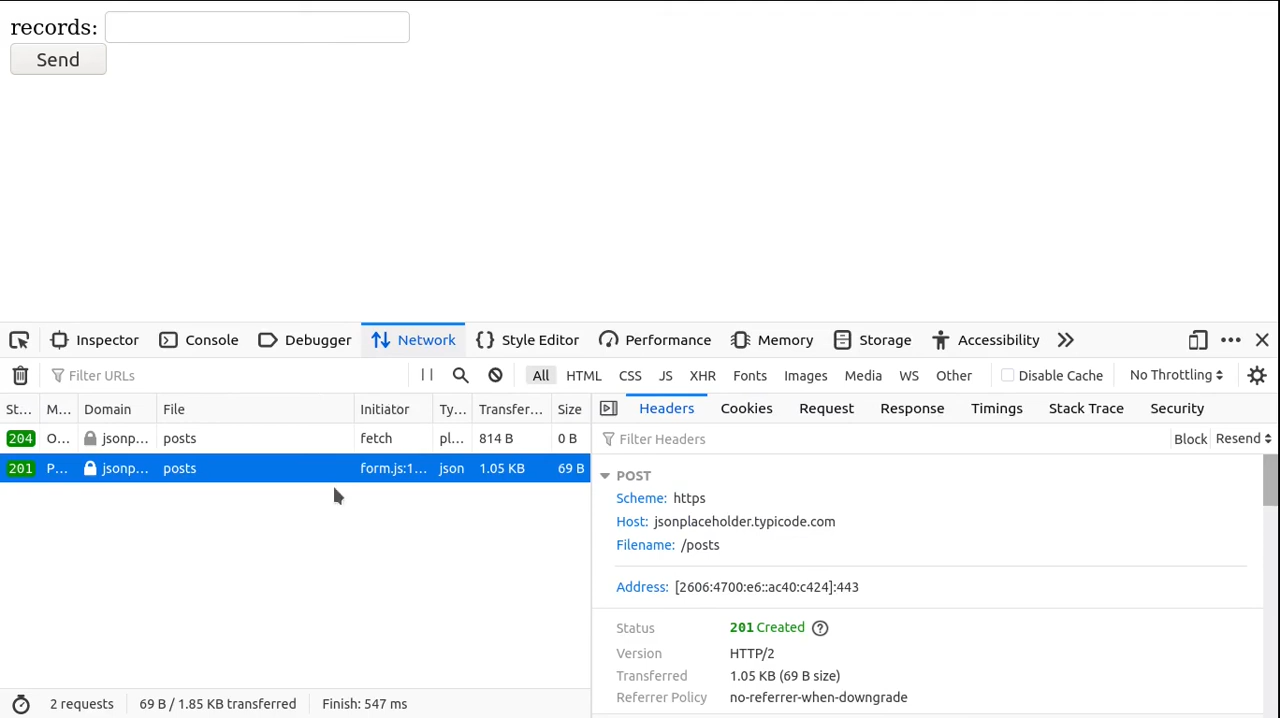 records:
Send
Inspector Console Debugger Network Style Editor Performance Memory Storage Accessibility
Filter URLs All HTML CSS JS XHR Fonts Images Media WS Other Disable Cache No Throttling
St... M... Domain File Initiator Ty... Transfer... Size
204 O... jsonp... posts fetch pl... 814 B 0 B
201 P... jsonp... posts form.js:1... json 1.05 KB 69 B
2 requests 69 B / 1.85 KB transferred Finish: 547 ms
Headers Cookies Request Response Timings Stack Trace Security
Filter Headers Block Resend
POST
Scheme: https
Host: jsonplaceholder.typicode.com
Filename: /posts
Address: [2606:4700:e6::ac40:c424]:443
Status 201 Created ?
Version HTTP/2
Transferred 1.05 KB (69 B size)
Referrer Policy no-referrer-when-downgrade